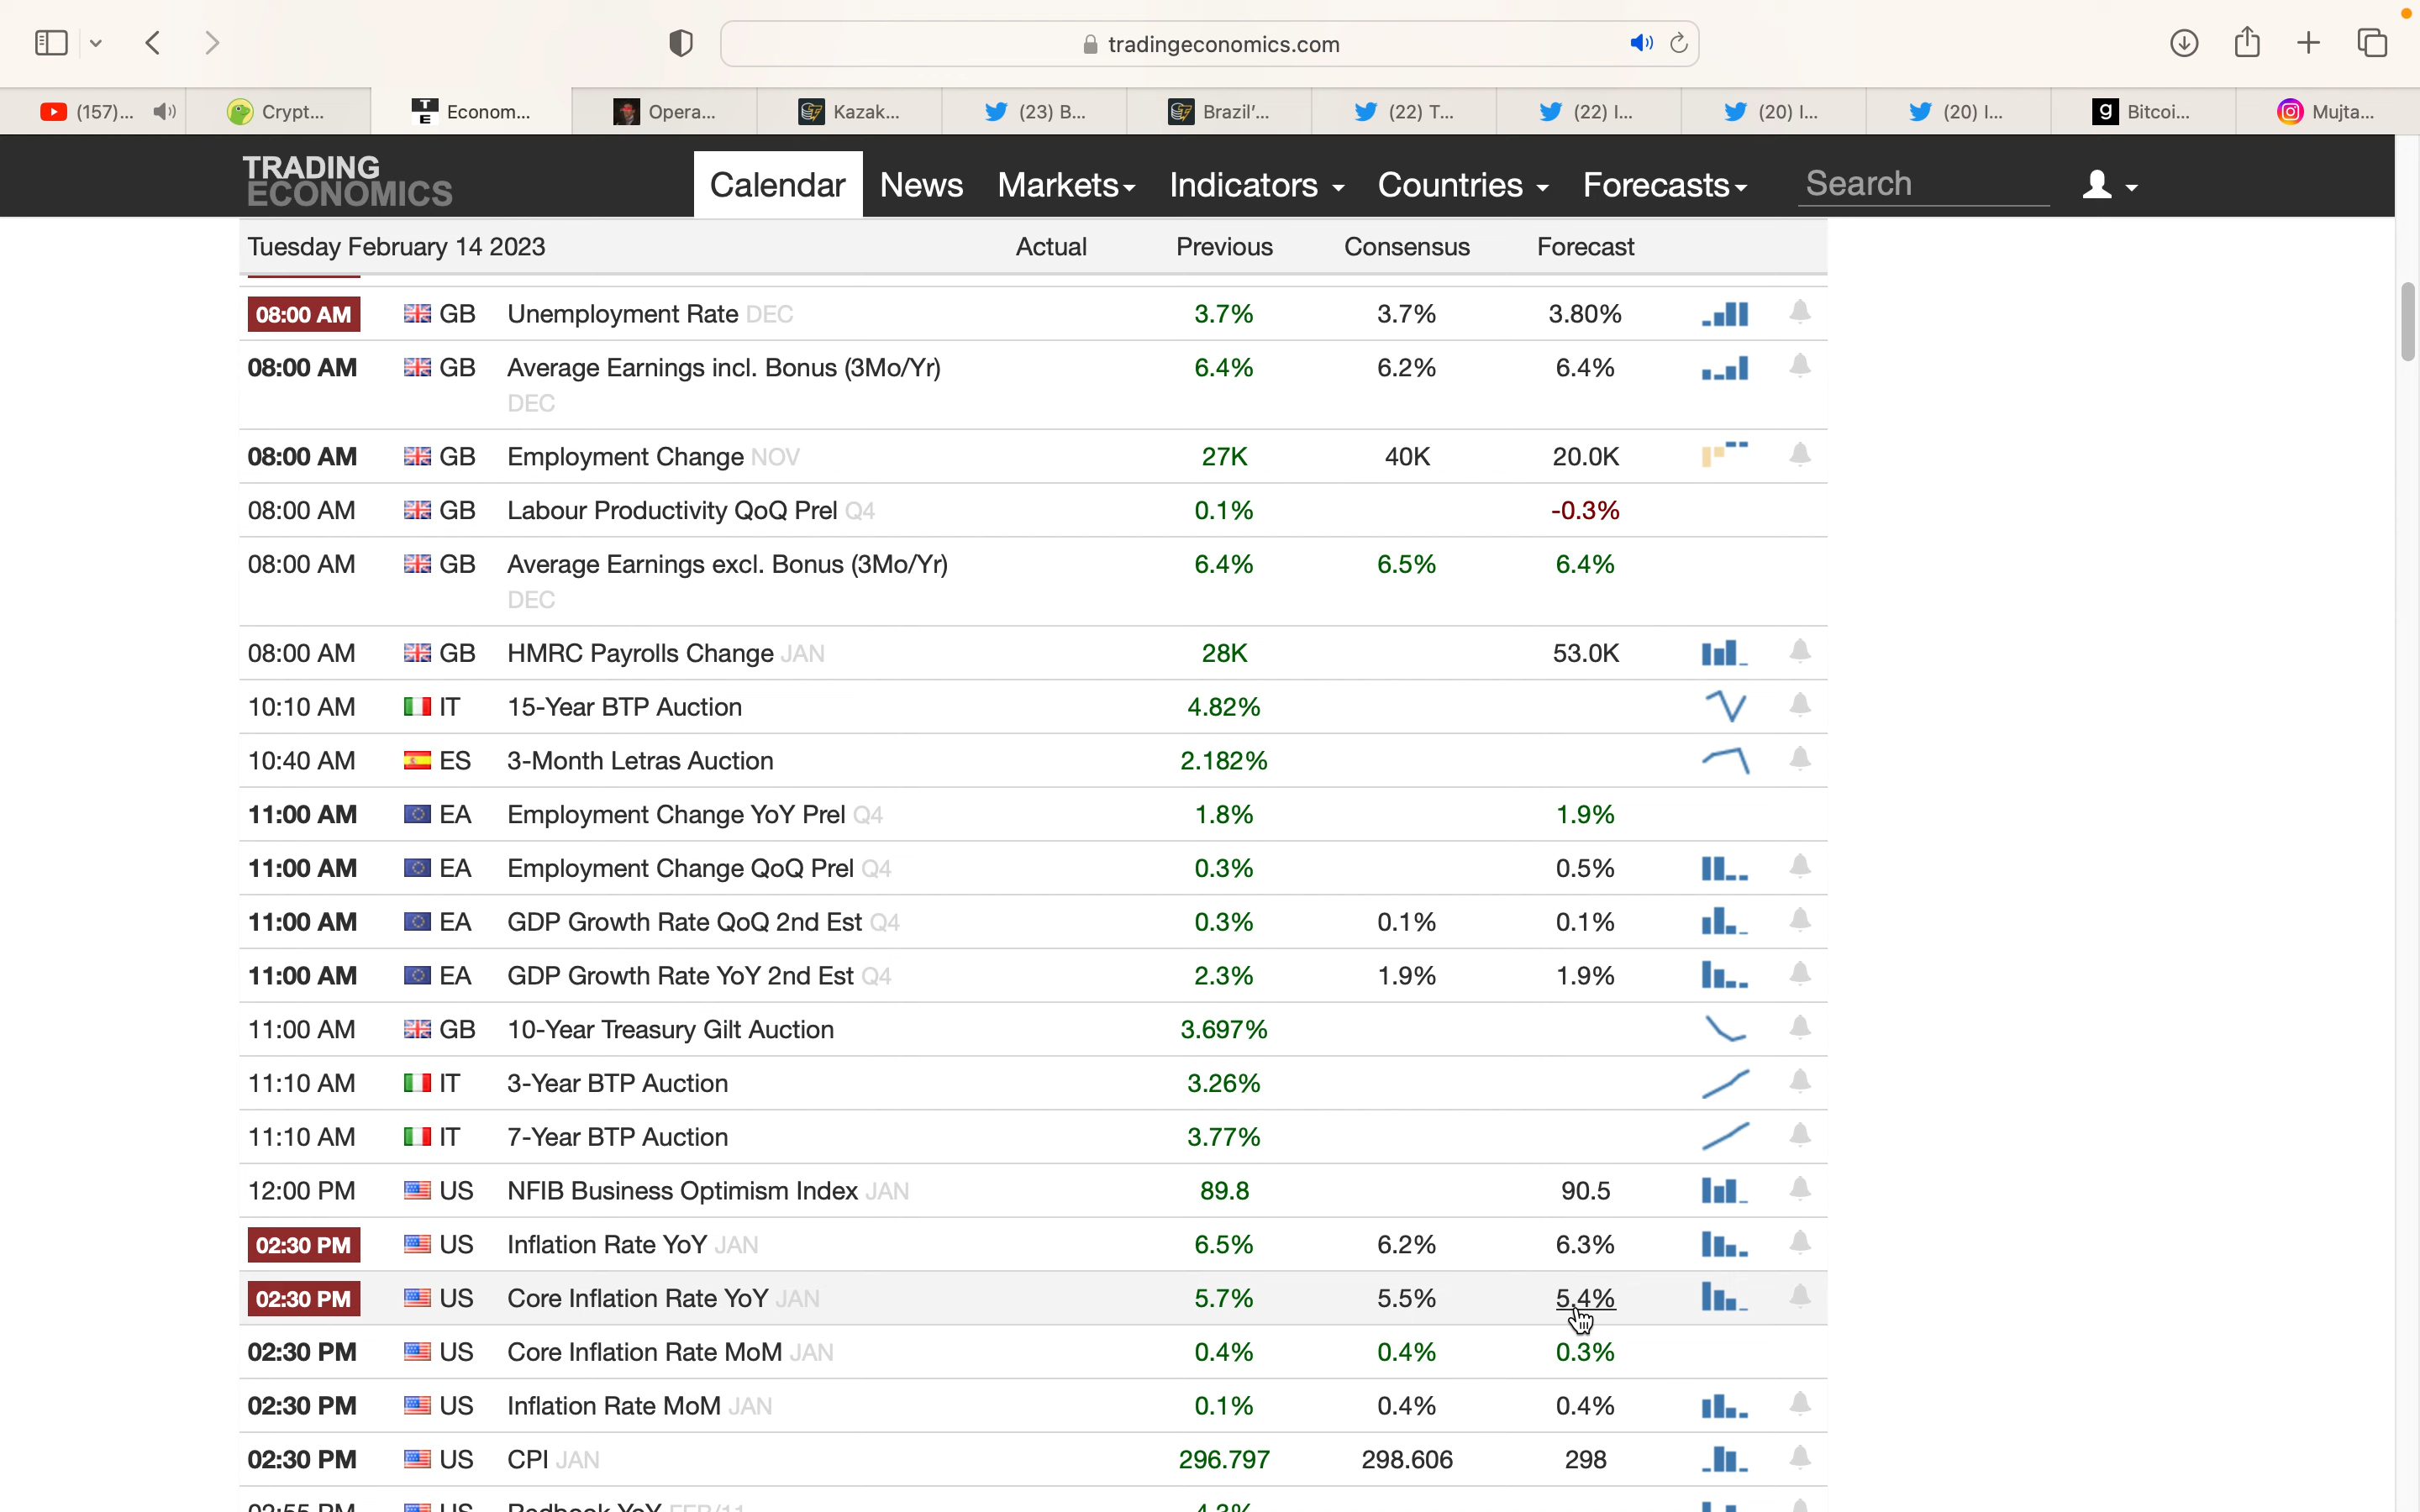 tradingeconomics.com
(157)... Crypt... TE Econom... Opera... Kazak... (23) B... Brazil'... (22) T... (22) I... (20) I... (20) I... g Bitcoi... Mujta...
TRADING
ECONOMICS
Calendar News Markets Indicators Countries Forecasts Search
Tuesday February 14 2023 Actual Previous Consensus Forecast
08:00 AM GB Unemployment Rate DEC 3.7% 3.7% 3.80%
08:00 AM GB Average Earnings incl. Bonus (3Mo/Yr) 6.4% 6.2% 6.4%
DEC
08:00 AM GB Employment Change NOV 27K 40K 20.0K
08:00 AM GB Labour Productivity QoQ Prel Q4 0.1% -0.3%
08:00 AM GB Average Earnings excl. Bonus (3Mo/Yr) 6.4% 6.5% 6.4%
DEC
08:00 AM GB HMRC Payrolls Change JAN 28K 53.0K
10:10 AM IT 15-Year BTP Auction 4.82%
10:40 AM ES 3-Month Letras Auction 2.182%
11:00 AM EA Employment Change YoY Prel Q4 1.8% 1.9%
11:00 AM EA Employment Change QoQ Prel Q4 0.3% 0.5%
11:00 AM EA GDP Growth Rate QoQ 2nd Est Q4 0.3% 0.1% 0.1%
11:00 AM EA GDP Growth Rate YoY 2nd Est Q4 2.3% 1.9% 1.9%
11:00 AM GB 10-Year Treasury Gilt Auction 3.697%
11:10 AM IT 3-Year BTP Auction 3.26%
11:10 AM IT 7-Year BTP Auction 3.77%
12:00 PM US NFIB Business Optimism Index JAN 89.8 90.5
02:30 PM US Inflation Rate YoY JAN 6.5% 6.2% 6.3%
02:30 PM US Core Inflation Rate YoY JAN 5.7% 5.5% 5.4%
02:30 PM US Core Inflation Rate MoM JAN 0.4% 0.4% 0.3%
02:30 PM US Inflation Rate MoM JAN 0.1% 0.4% 0.4%
02:30 PM US CPI JAN 296.797 298.606 298
02:55 PM US Redbook YoY FEB/11 4.3%